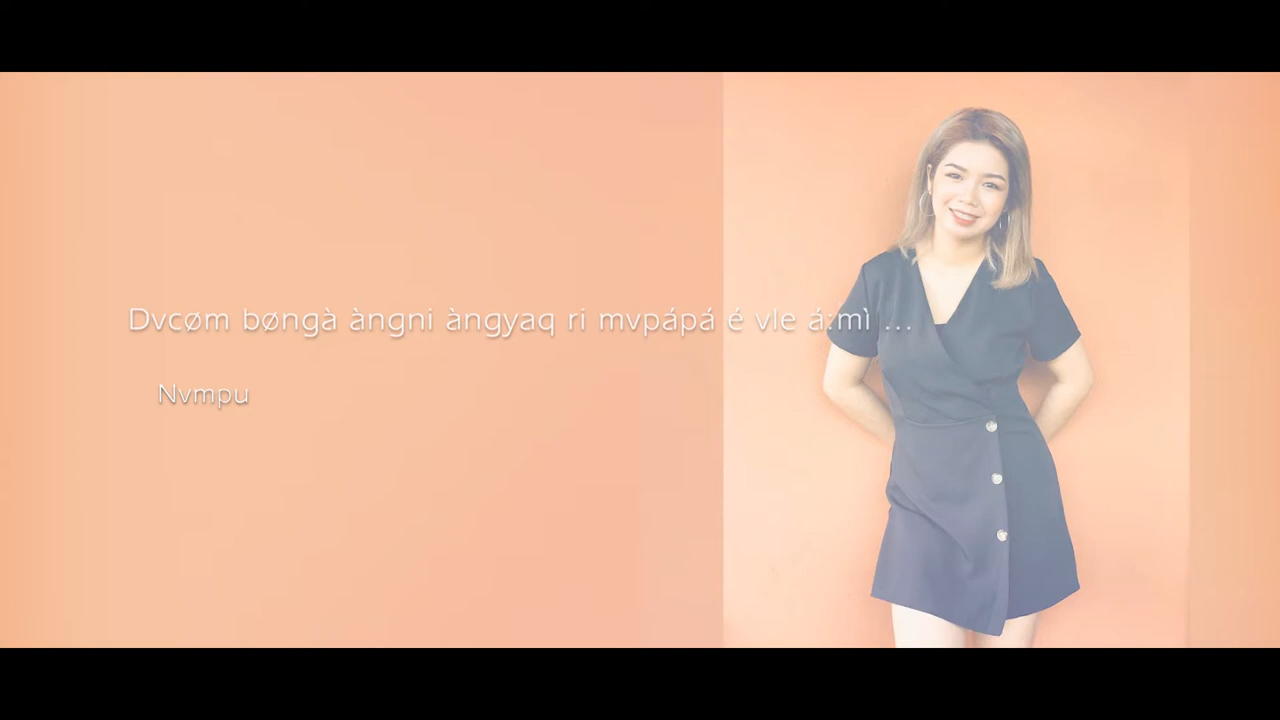 Dvcøm bøngà àngni àngyaq ri mvpápá é vle á:mì ...
Nvmpu